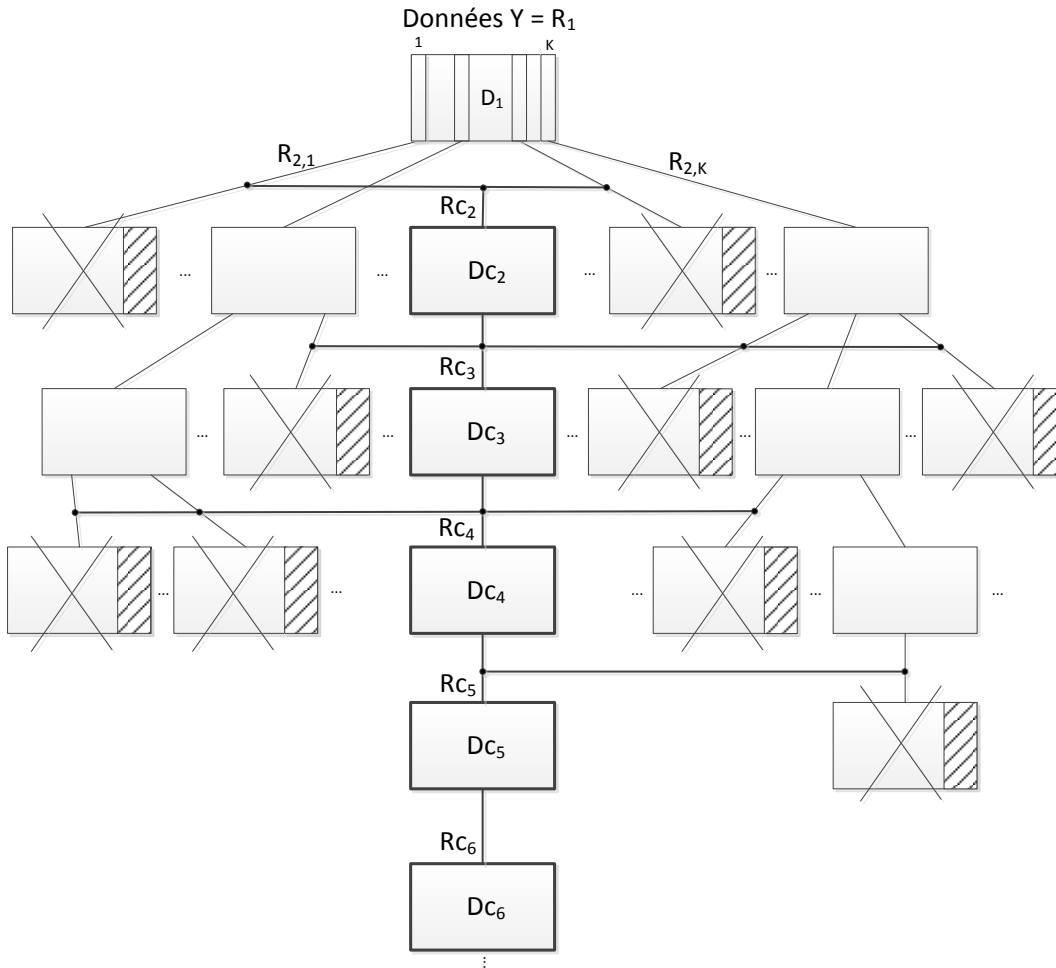 Données Y = R₁
1 K
D₁
R₂,₁ R₂,K
Rc₂
... ... Dc₂ ... ...
Rc₃
... ... Dc₃ ... ... ...
Rc₄
... ... Dc₄ ... ... ...
Rc₅
Dc₅
Rc₆
Dc₆
...